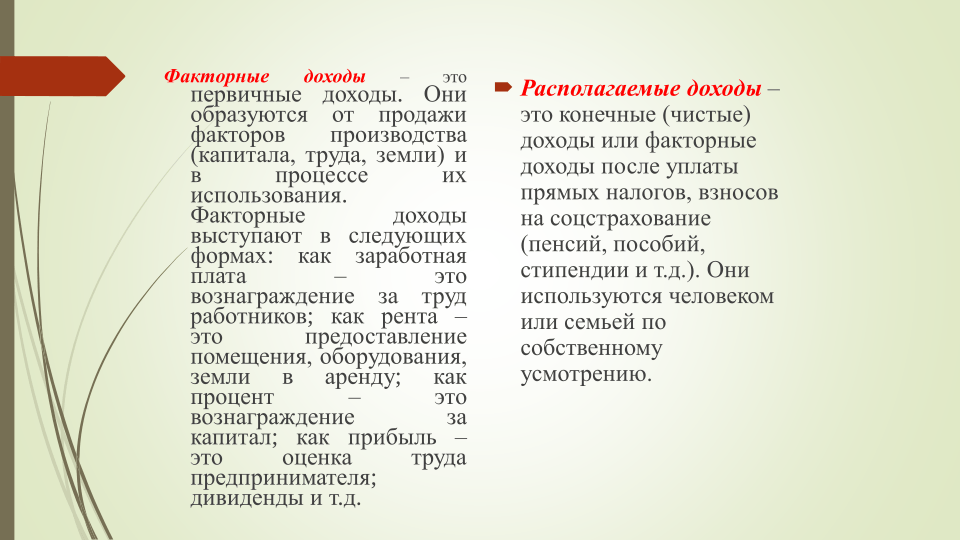 Факторные доходы – это
первичные доходы. Они
образуются от продажи
факторов производства
(капитала, труда, земли) и
в процессе их
использования.
Факторные доходы
выступают в следующих
формах: как заработная
плата – это
вознаграждение за труд
работников; как рента –
это предоставление
помещения, оборудования,
земли в аренду; как
процент – это
вознаграждение за
капитал; как прибыль –
это оценка труда
предпринимателя;
дивиденды и т.д.
Располагаемые доходы –
это конечные (чистые)
доходы или факторные
доходы после уплаты
прямых налогов, взносов
на соцстрахование
(пенсий, пособий,
стипендии и т.д.). Они
используются человеком
или семьей по
собственному
усмотрению.